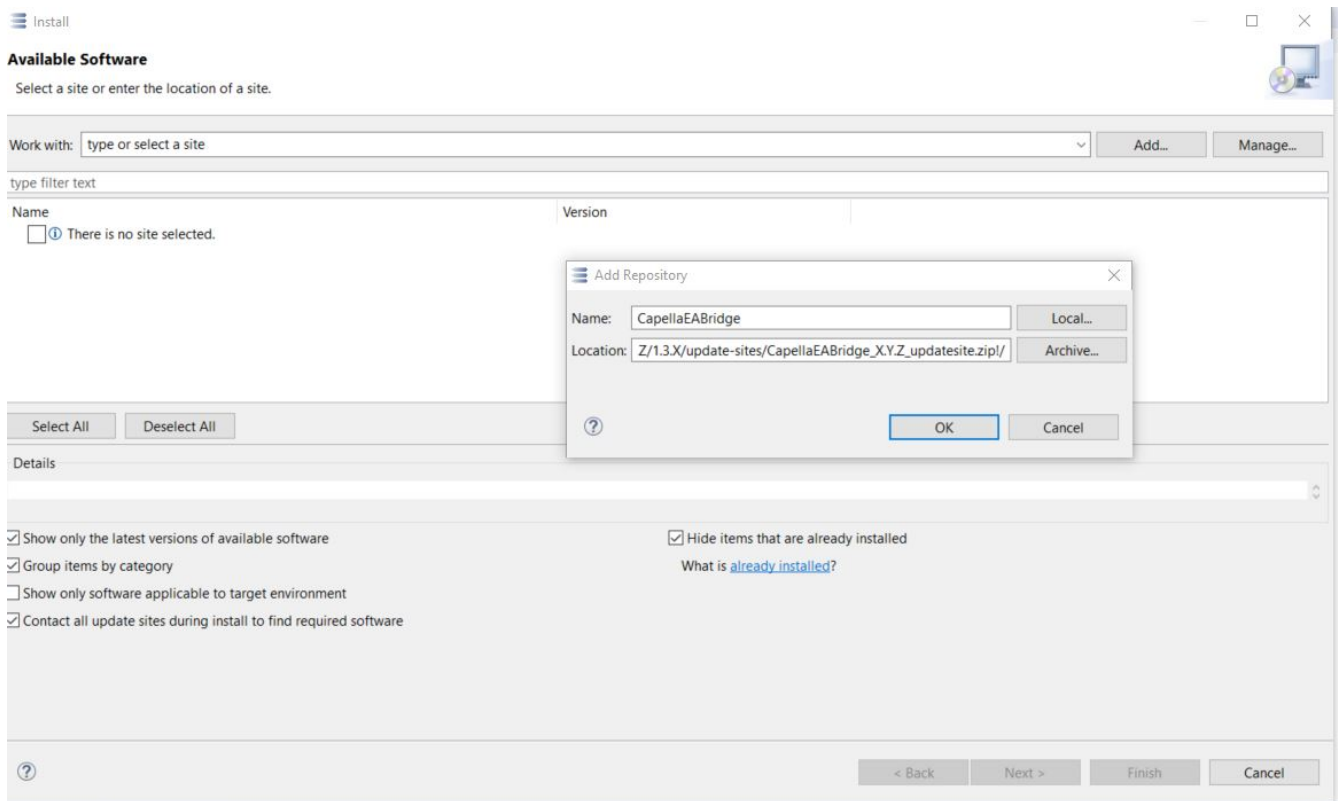 Install
Available Software
Select a site or enter the location of a site.
Work with: type or select a site Add... Manage...
type filter text
Name Version
There is no site selected.
Add Repository
Name: CapellaEABridge Local...
Location: Z/1.3.X/update-sites/CapellaEABridge_X.Y.Z_updatesite.zip!/ Archive...
OK Cancel
Select All Deselect All
Details
Show only the latest versions of available software Hide items that are already installed
Group items by category What is already installed?
Show only software applicable to target environment
Contact all update sites during install to find required software
< Back Next > Finish Cancel